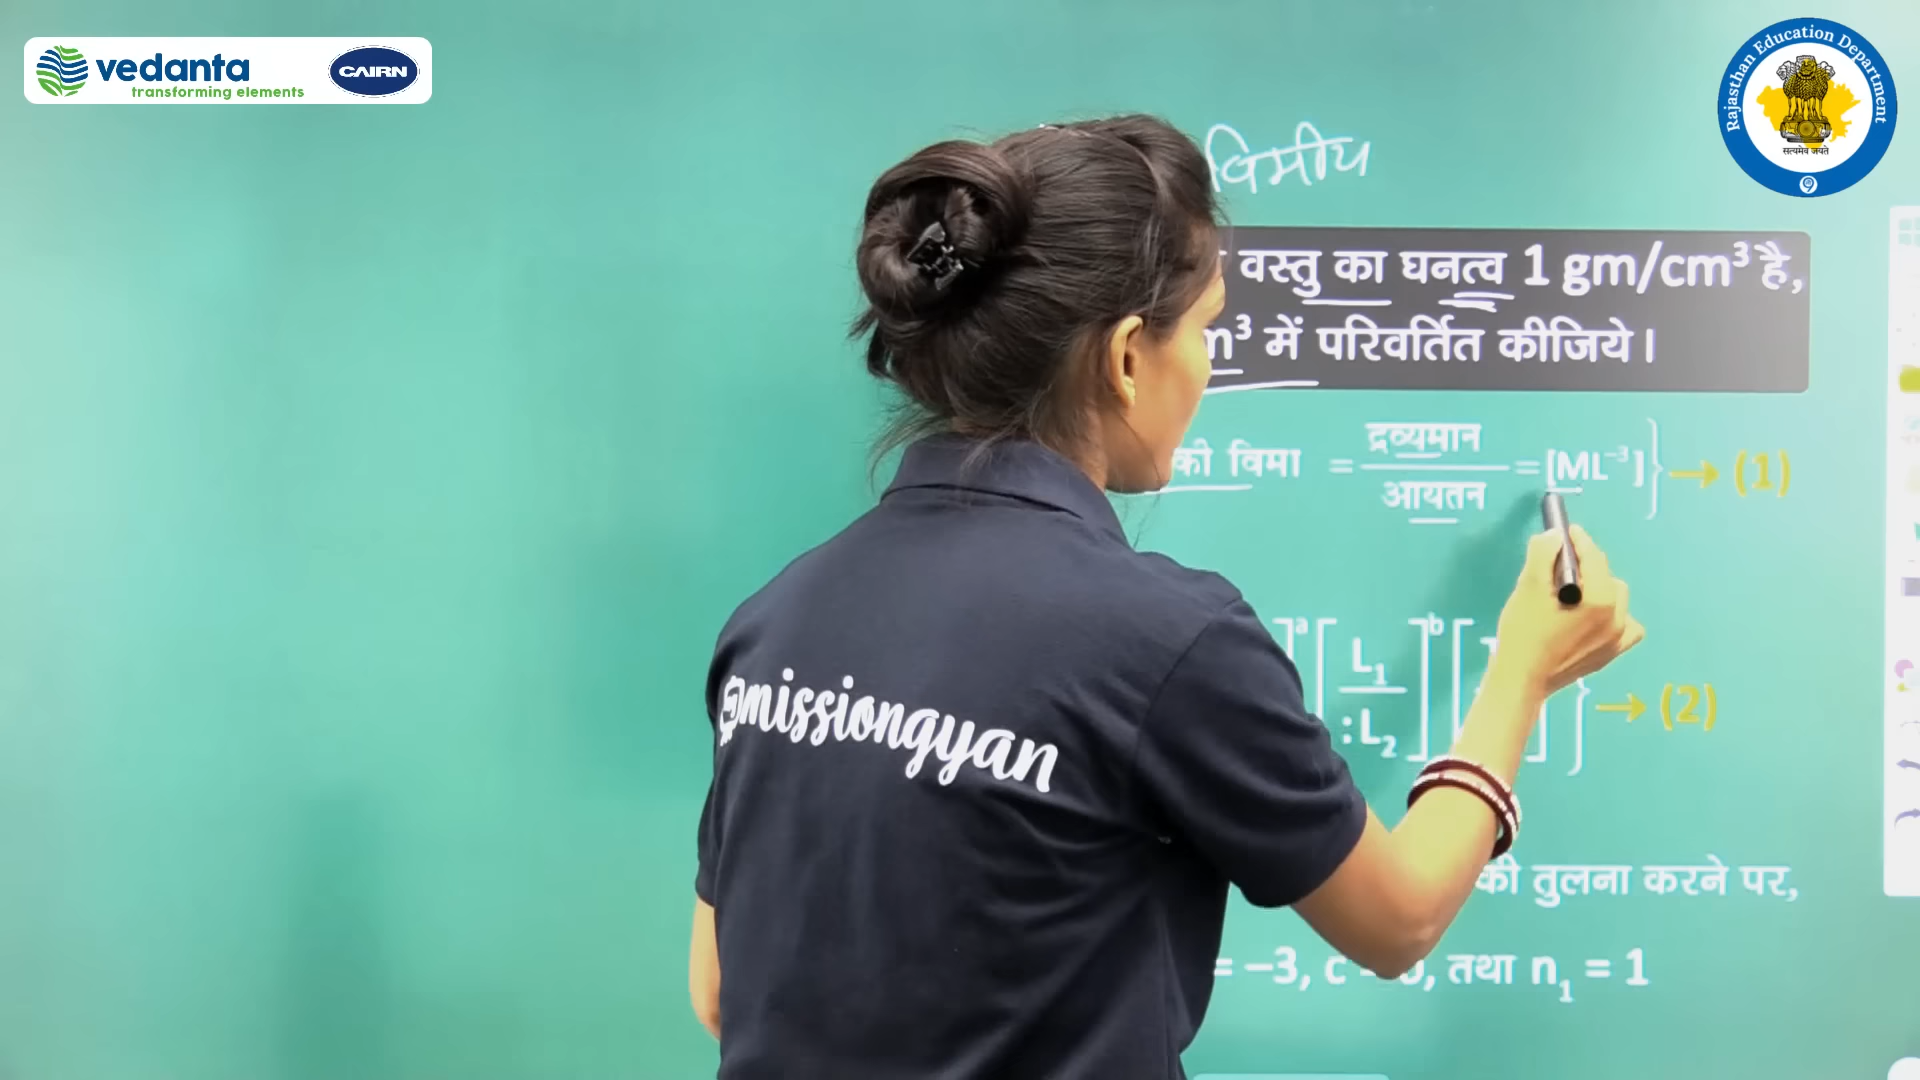 vedanta
transforming elements
CAIRN
Rajasthan Education Department
सत्यमेव जयते
विमीय
वस्तु का घनत्व 1 gm/cm³ है,
m³ में परिवर्तित कीजिये।
की विमा = द्रव्यमान / आयतन = [ML⁻³]} → (1)
]ᵃ [L₁ / :L₂]ᵇ [ ]} → (2)
@missiongyan
की तुलना करने पर,
= –3, c = 0, तथा n₁ = 1